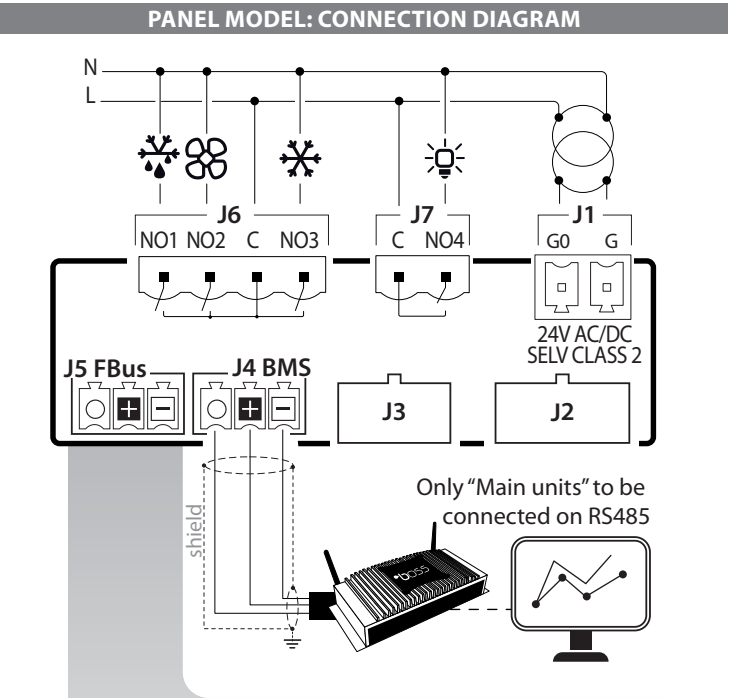 PANEL MODEL: CONNECTION DIAGRAM
N
L
J6
J7
J1
NO1 NO2 C NO3
C NO4
G0 G
24V AC/DC
SELV CLASS 2
J5 FBus
J4 BMS
J3
J2
shield
Only "Main units" to be
connected on RS485
boss